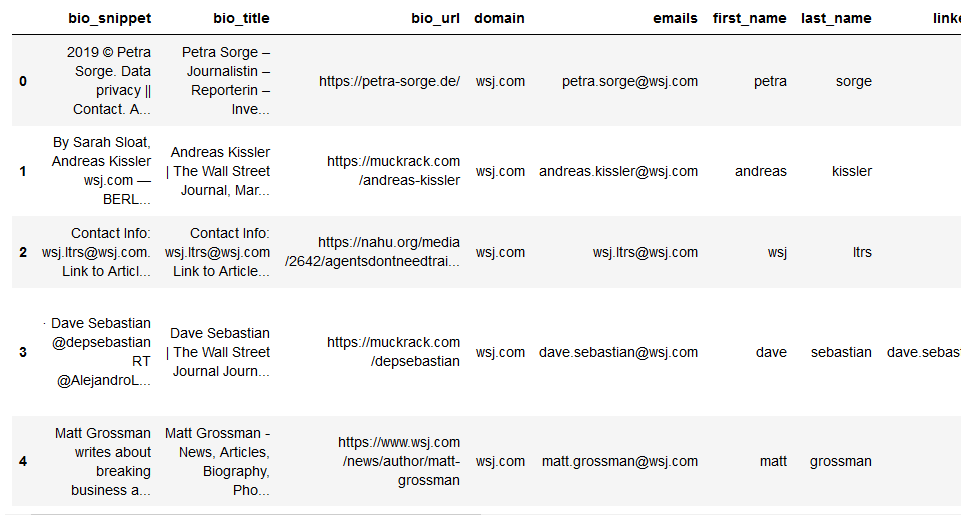 bio_snippet bio_title bio_url domain emails first_name last_name linke
0
2019 © Petra
Sorge. Data
privacy ||
Contact. A...
Petra Sorge –
Journalistin –
Reporterin –
Inve...
https://petra-sorge.de/
wsj.com
petra.sorge@wsj.com
petra
sorge
1
By Sarah Sloat,
Andreas Kissler
wsj.com —
BERL...
Andreas Kissler
| The Wall Street
Journal, Mar...
https://muckrack.com
/andreas-kissler
wsj.com
andreas.kissler@wsj.com
andreas
kissler
2
Contact Info:
wsj.ltrs@wsj.com.
Link to Articl...
Contact Info:
wsj.ltrs@wsj.com
Link to Article...
https://nahu.org/media
/2642/agentsdontneedtrai...
wsj.com
wsj.ltrs@wsj.com
wsj
ltrs
3
· Dave Sebastian
@depsebastian
RT
@AlejandroL...
Dave Sebastian
| The Wall Street
Journal Journ...
https://muckrack.com
/depsebastian
wsj.com
dave.sebastian@wsj.com
dave
sebastian
dave.sebast
4
Matt Grossman
writes about
breaking
business a...
Matt Grossman -
News, Articles,
Biography,
Pho...
https://www.wsj.com
/news/author/matt-
grossman
wsj.com
matt.grossman@wsj.com
matt
grossman